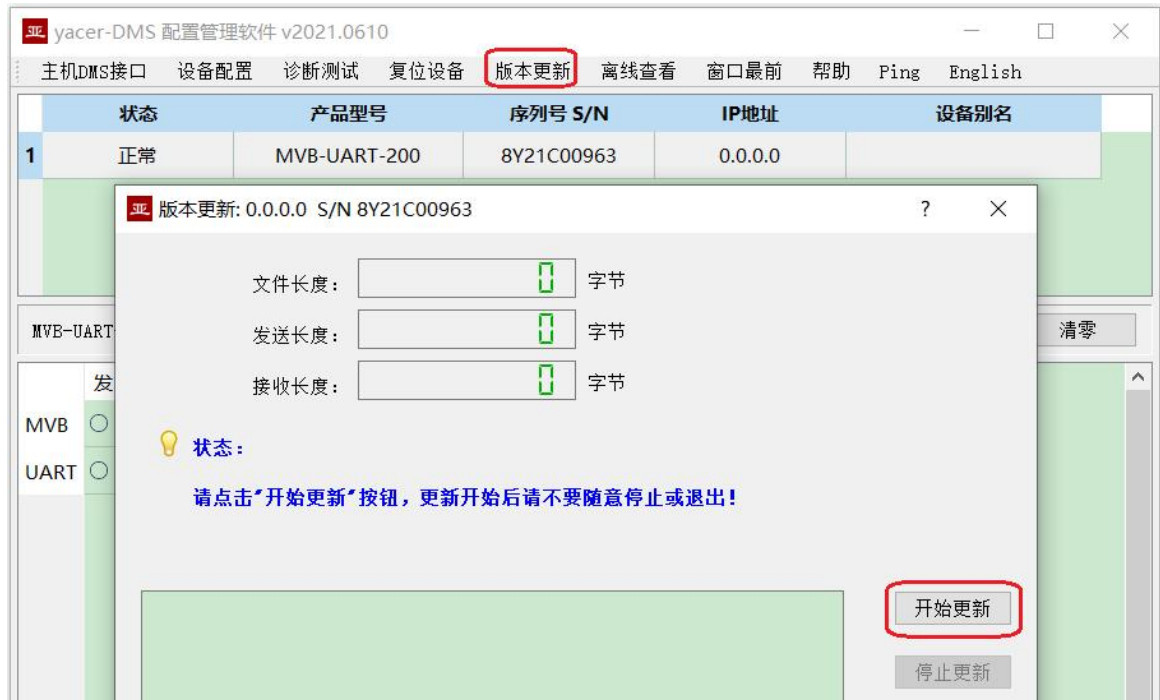 亚 yacer-DMS 配置管理软件 v2021.0610
主机DMS接口 设备配置 诊断测试 复位设备 版本更新 离线查看 窗口最前 帮助 Ping English
状态 产品型号 序列号 S/N IP地址 设备别名
1 正常 MVB-UART-200 8Y21C00963 0.0.0.0
亚 版本更新: 0.0.0.0 S/N 8Y21C00963 ?
文件长度: 0 字节
发送长度: 0 字节
接收长度: 0 字节
MVB-UART 清零
发
MVB
UART
状态:
请点击"开始更新"按钮，更新开始后请不要随意停止或退出!
开始更新
停止更新